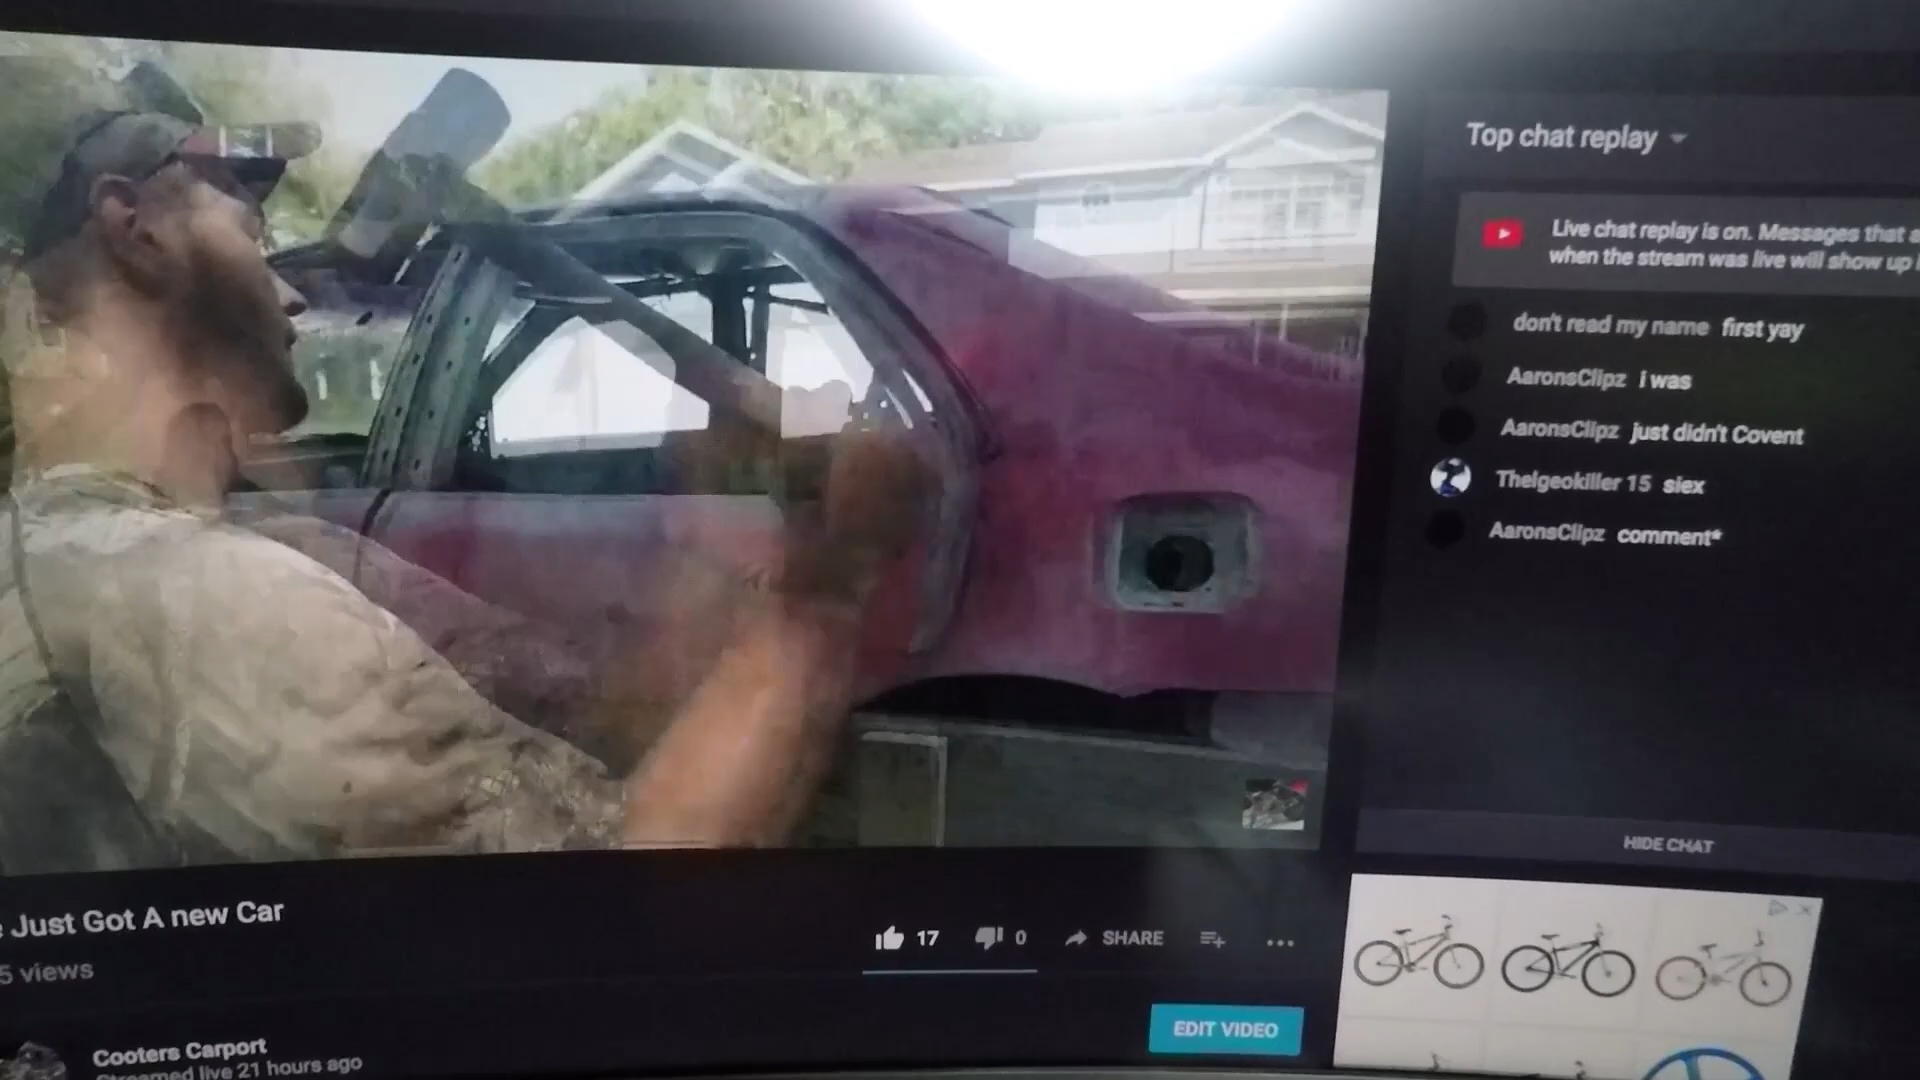 Top chat replay
Live chat replay is on. Messages that
when the stream was live will show up
don't read my name first yay
AaronsClipz i was
AaronsClipz just didn't Covent
Thelgeokiller 15 siex
AaronsClipz comment*
HIDE CHAT
Just Got A new Car
17 0 SHARE
5 views
EDIT VIDEO
Cooters Carport
Streamed live 21 hours ago